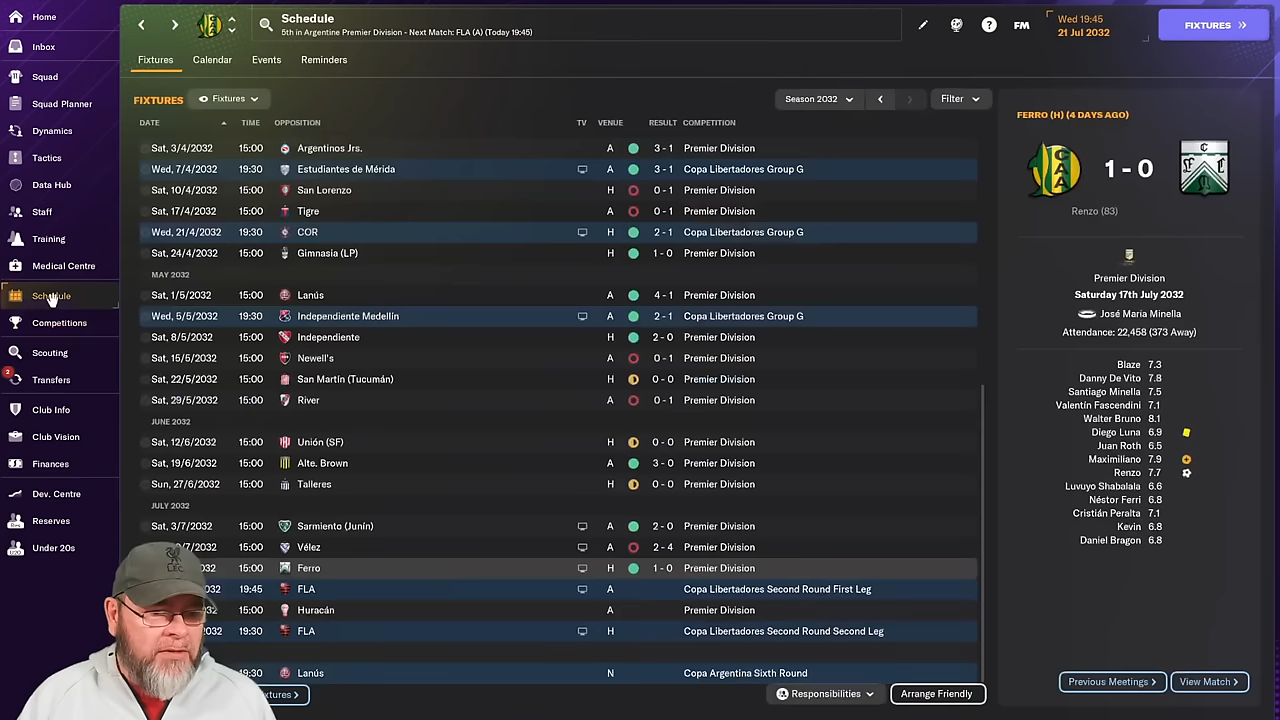 Home
Inbox
Squad
Squad Planner
Dynamics
Tactics
Data Hub
Staff
Training
Medical Centre
Schedule
Competitions
Scouting
2
Transfers
Club Info
Club Vision
Finances
Dev. Centre
Reserves
Under 20s
Schedule
5th in Argentine Premier Division - Next Match: FLA (A) (Today 19:45)
FM
Wed 19:45
21 Jul 2032
FIXTURES
Fixtures Calendar Events Reminders
FIXTURES Fixtures Season 2032 Filter
DATE TIME OPPOSITION TV VENUE RESULT COMPETITION
Sat, 3/4/2032 15:00 Argentinos Jrs. A 3 - 1 Premier Division
Wed, 7/4/2032 19:30 Estudiantes de Mérida A 3 - 1 Copa Libertadores Group G
Sat, 10/4/2032 15:00 San Lorenzo H 0 - 1 Premier Division
Sat, 17/4/2032 15:00 Tigre A 0 - 1 Premier Division
Wed, 21/4/2032 19:30 COR H 2 - 1 Copa Libertadores Group G
Sat, 24/4/2032 15:00 Gimnasia (LP) H 1 - 0 Premier Division
MAY 2032
Sat, 1/5/2032 15:00 Lanús A 4 - 1 Premier Division
Wed, 5/5/2032 19:30 Independiente Medellín A 2 - 1 Copa Libertadores Group G
Sat, 8/5/2032 15:00 Independiente H 2 - 0 Premier Division
Sat, 15/5/2032 15:00 Newell's A 0 - 1 Premier Division
Sat, 22/5/2032 15:00 San Martín (Tucumán) H 0 - 0 Premier Division
Sat, 29/5/2032 15:00 River A 0 - 1 Premier Division
JUNE 2032
Sat, 12/6/2032 15:00 Unión (SF) H 0 - 0 Premier Division
Sat, 19/6/2032 15:00 Alte. Brown A 3 - 0 Premier Division
Sun, 27/6/2032 15:00 Talleres H 0 - 0 Premier Division
JULY 2032
Sat, 3/7/2032 15:00 Sarmiento (Junín) A 2 - 0 Premier Division
/7/2032 15:00 Vélez A 2 - 4 Premier Division
2032 15:00 Ferro H 1 - 0 Premier Division
2032 19:45 FLA A Copa Libertadores Second Round First Leg
2032 15:00 Huracán A Premier Division
2032 19:30 FLA H Copa Libertadores Second Round Second Leg
19:30 Lanús N Copa Argentina Sixth Round
xtures
Responsibilities
Arrange Friendly
FERRO (H) (4 DAYS AGO)
1 - 0
Renzo (83)
Premier Division
Saturday 17th July 2032
José María Minella
Attendance: 22,458 (373 Away)
Blaze 7.3
Danny De Vito 7.8
Santiago Minella 7.5
Valentín Fascendini 7.1
Walter Bruno 8.1
Diego Luna 6.9
Juan Roth 6.5
Maximiliano 7.9
Renzo 7.7
Luvuyo Shabalala 6.6
Néstor Ferri 6.8
Cristián Peralta 7.1
Kevin 6.8
Daniel Bragon 6.8
Previous Meetings
View Match